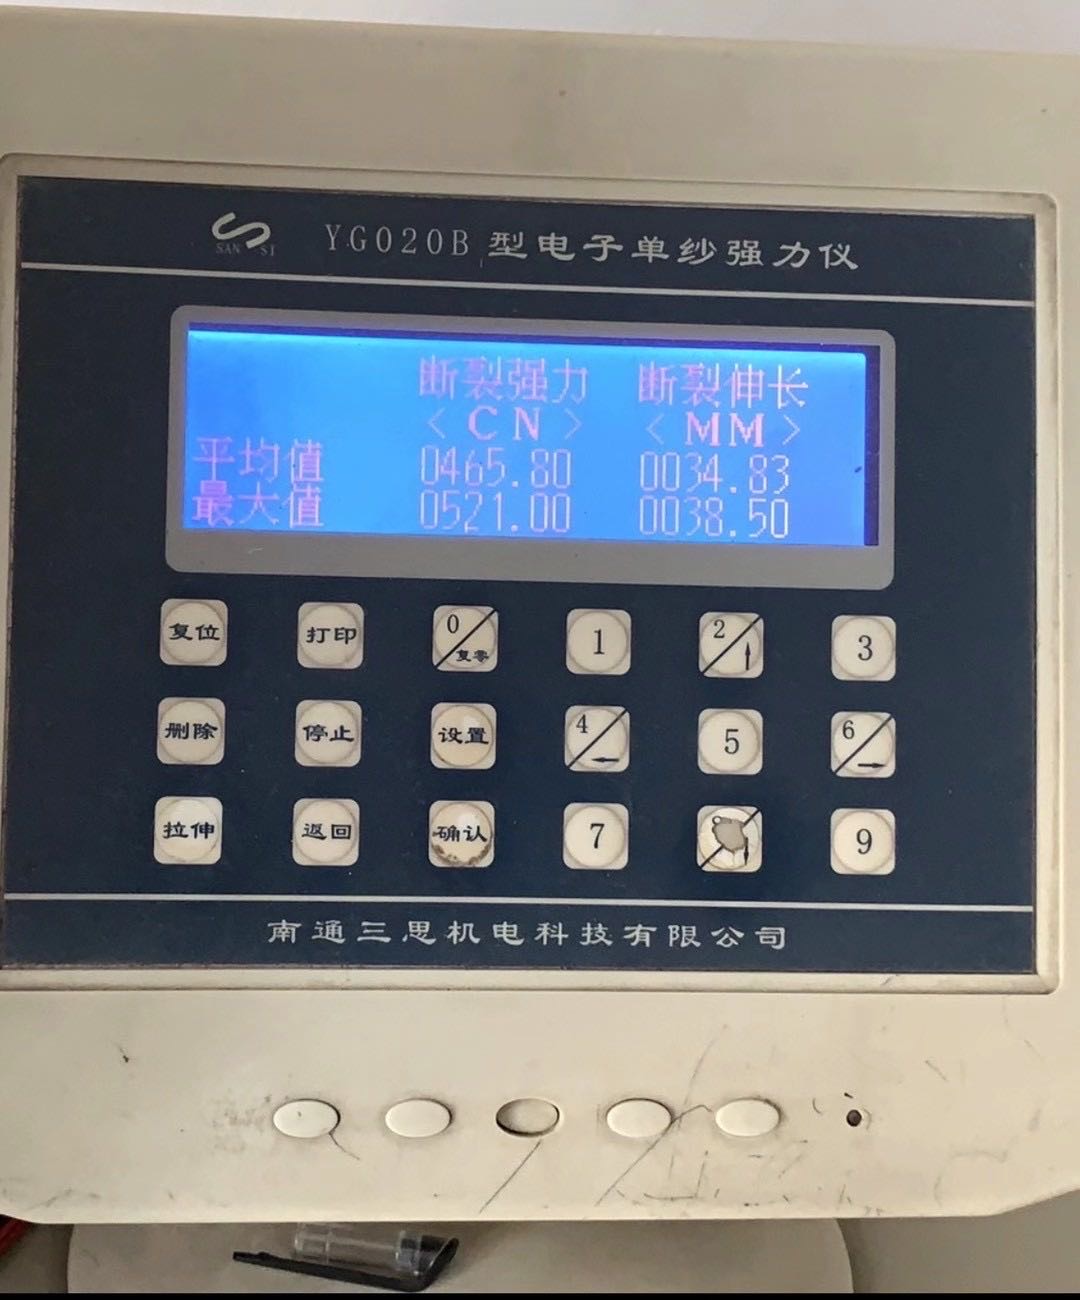 SAN SI YG020B 型电子单纱强力仪
断裂强力 断裂伸长
< CN > < MM >
平均值 0465.80 0034.83
最大值 0521.00 0038.50
复位 打印 0/复零 1 2 ↑ 3
删除 停止 设置 4 ← 5 6 →
拉伸 返回 确认 7 9
南通三思机电科技有限公司